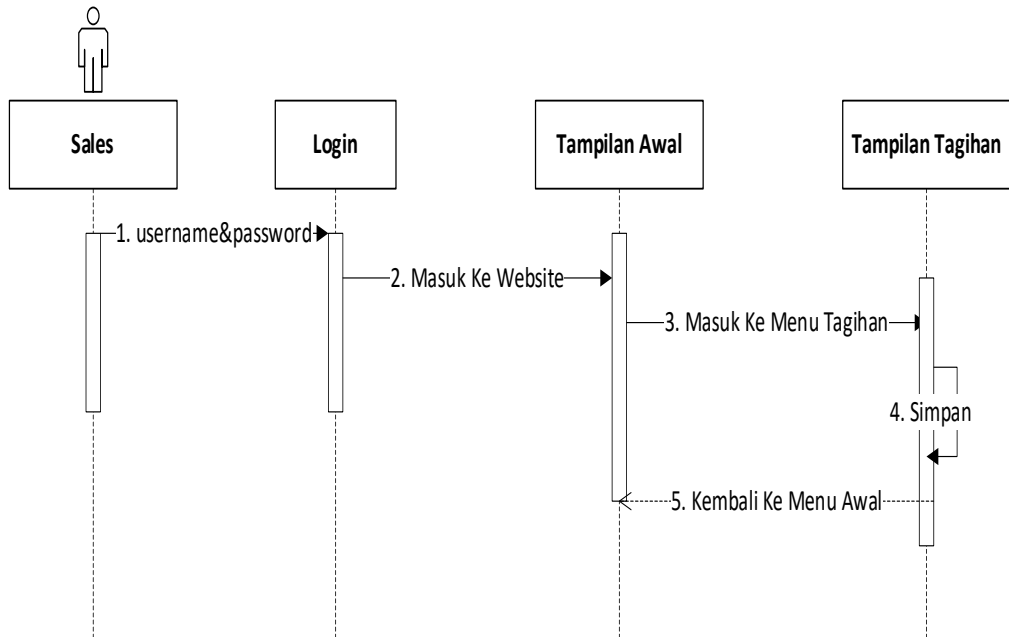 Sales
Login
Tampilan Awal
Tampilan Tagihan
1. username&password
2. Masuk Ke Website
3. Masuk Ke Menu Tagihan
4. Simpan
5. Kembali Ke Menu Awal